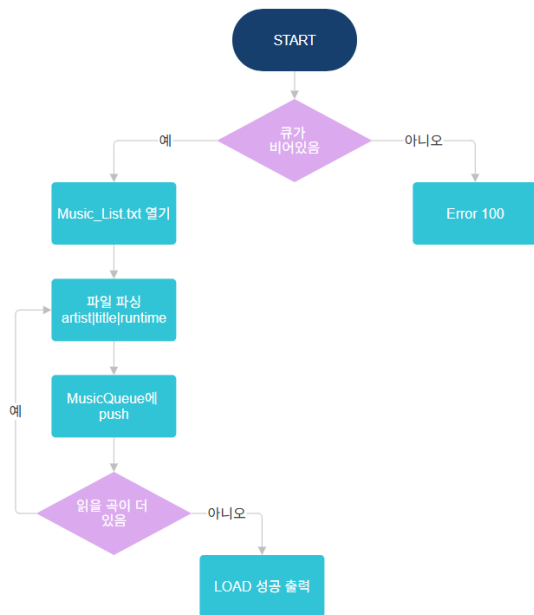 START
큐가
비어있음
예
아니오
Music_List.txt 열기
Error 100
파일 파싱
artist|title|runtime
MusicQueue에
push
예
읽을 곡이 더
있음
아니오
LOAD 성공 출력